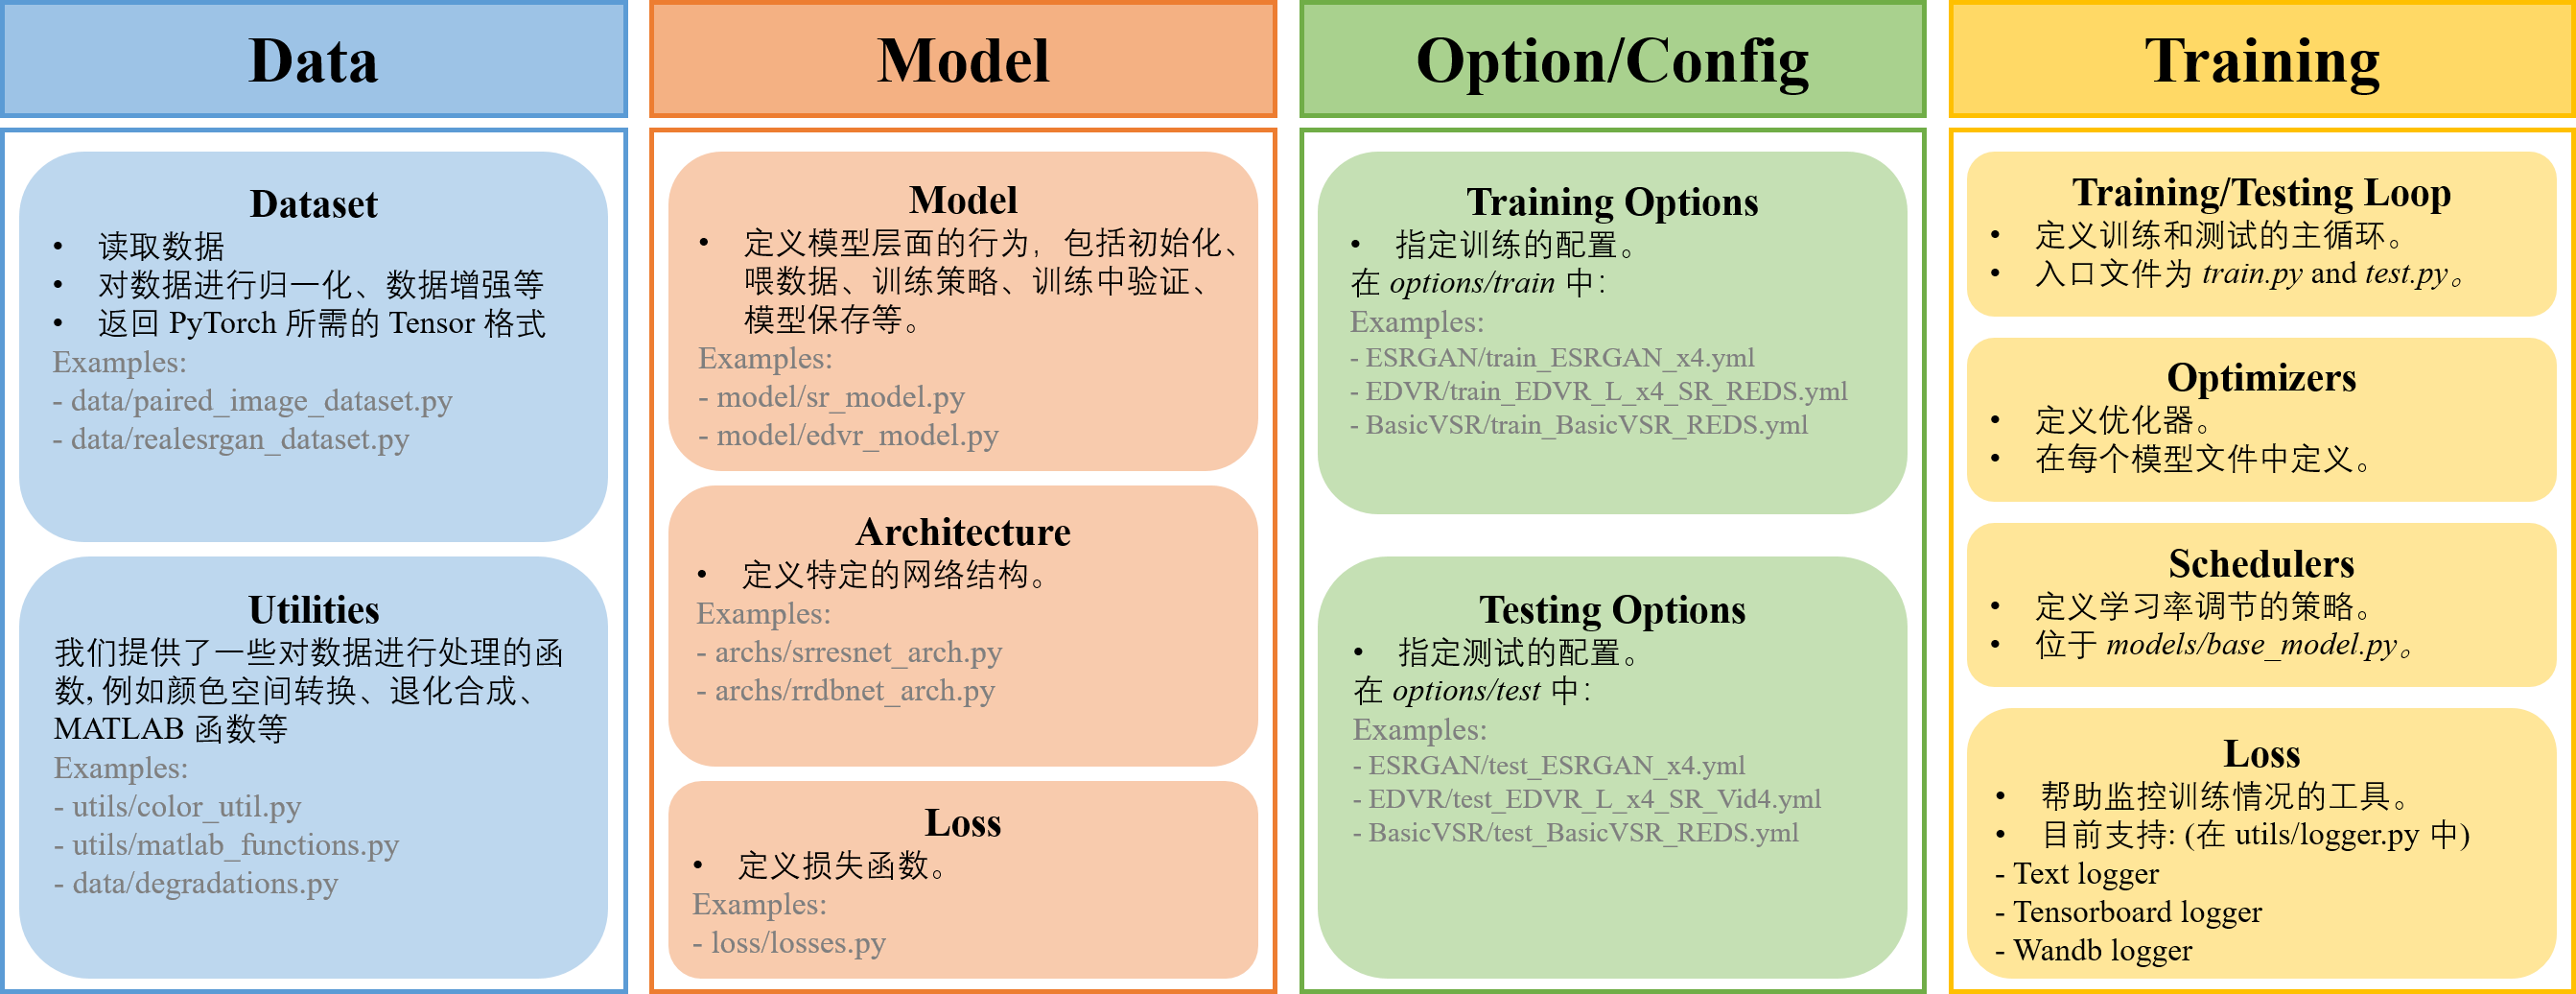 Data
Dataset
• 读取数据
• 对数据进行归一化、数据增强等
• 返回 PyTorch 所需的 Tensor 格式
Examples:
- data/paired_image_dataset.py
- data/realesrgan_dataset.py
Utilities
我们提供了一些对数据进行处理的函
数, 例如颜色空间转换、退化合成、
MATLAB 函数等
Examples:
- utils/color_util.py
- utils/matlab_functions.py
- data/degradations.py
Model
Model
• 定义模型层面的行为，包括初始化、
喂数据、训练策略、训练中验证、
模型保存等。
Examples:
- model/sr_model.py
- model/edvr_model.py
Architecture
• 定义特定的网络结构。
Examples:
- archs/srresnet_arch.py
- archs/rrdbnet_arch.py
Loss
• 定义损失函数。
Examples:
- loss/losses.py
Option/Config
Training Options
• 指定训练的配置。
在 options/train 中：
Examples:
- ESRGAN/train_ESRGAN_x4.yml
- EDVR/train_EDVR_L_x4_SR_REDS.yml
- BasicVSR/train_BasicVSR_REDS.yml
Testing Options
• 指定测试的配置。
在 options/test 中：
Examples:
- ESRGAN/test_ESRGAN_x4.yml
- EDVR/test_EDVR_L_x4_SR_Vid4.yml
- BasicVSR/test_BasicVSR_REDS.yml
Training
Training/Testing Loop
• 定义训练和测试的主循环。
• 入口文件为 train.py and test.py。
Optimizers
• 定义优化器。
• 在每个模型文件中定义。
Schedulers
• 定义学习率调节的策略。
• 位于 models/base_model.py。
Loss
• 帮助监控训练情况的工具。
• 目前支持: (在 utils/logger.py 中)
- Text logger
- Tensorboard logger
- Wandb logger